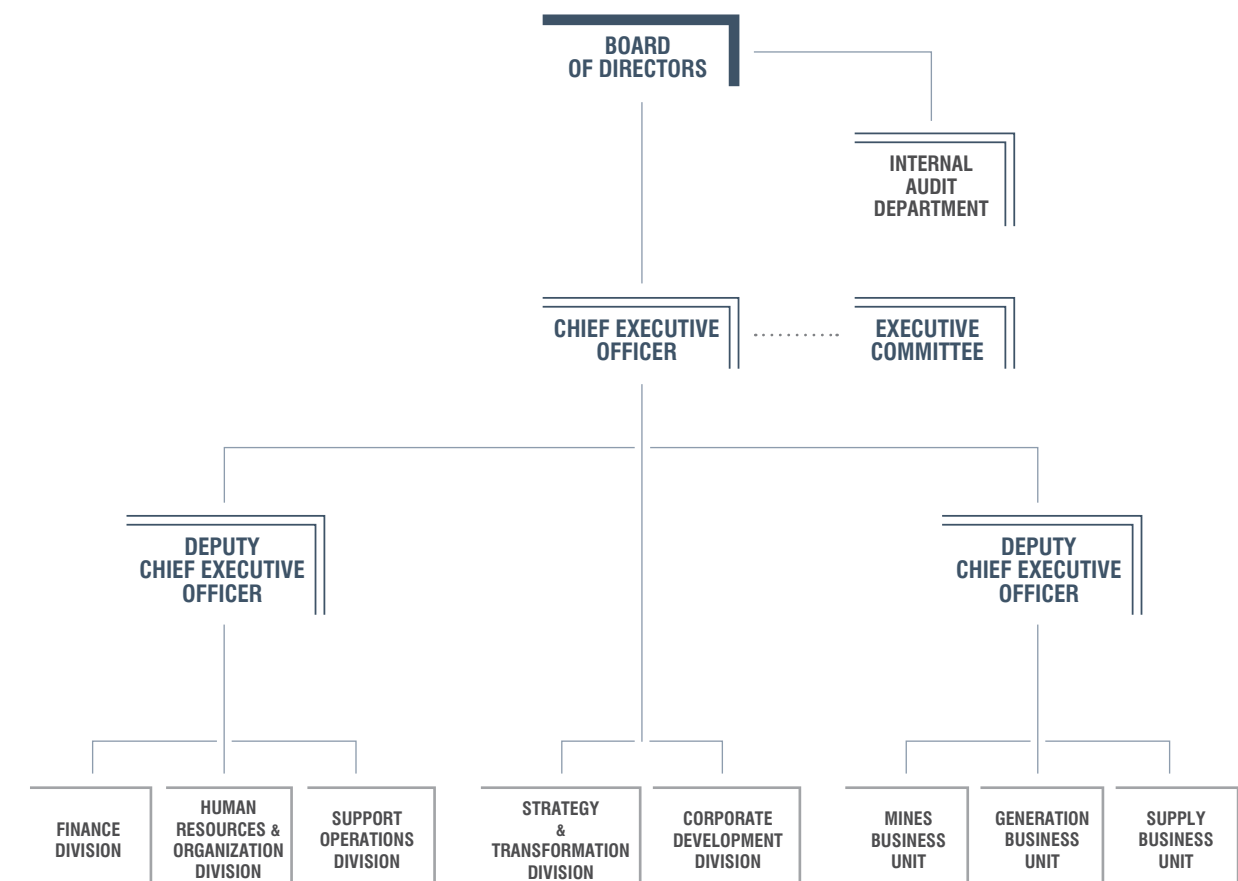 BOARD
OF DIRECTORS
INTERNAL
AUDIT
DEPARTMENT
CHIEF EXECUTIVE
OFFICER
EXECUTIVE
COMMITTEE
DEPUTY
CHIEF EXECUTIVE
OFFICER
DEPUTY
CHIEF EXECUTIVE
OFFICER
FINANCE
DIVISION
HUMAN
RESOURCES &
ORGANIZATION
DIVISION
SUPPORT
OPERATIONS
DIVISION
STRATEGY
&
TRANSFORMATION
DIVISION
CORPORATE
DEVELOPMENT
DIVISION
MINES
BUSINESS
UNIT
GENERATION
BUSINESS
UNIT
SUPPLY
BUSINESS
UNIT